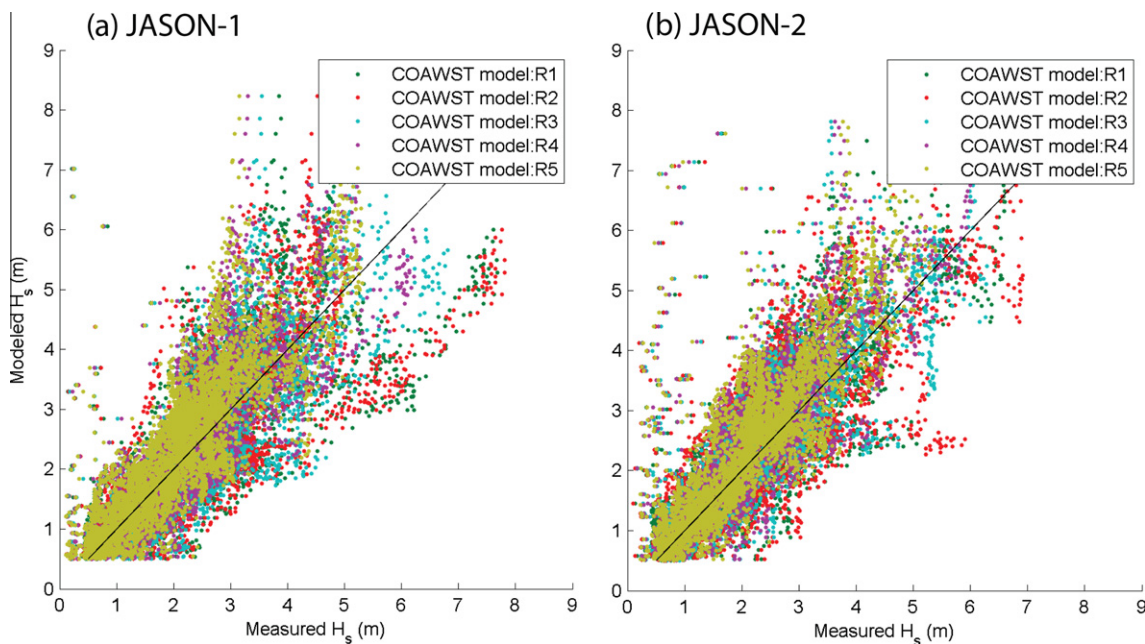 (a) JASON-1
(b) JASON-2
9
8
7
6
5
4
3
2
1
0
Modeled Hs (m)
COAWST model:R1
COAWST model:R2
COAWST model:R3
COAWST model:R4
COAWST model:R5
0 1 2 3 4 5 6 7 8 9
Measured Hs (m)
9
8
7
6
5
4
3
2
1
0
COAWST model:R1
COAWST model:R2
COAWST model:R3
COAWST model:R4
COAWST model:R5
0 1 2 3 4 5 6 7 8 9
Measured Hs (m)